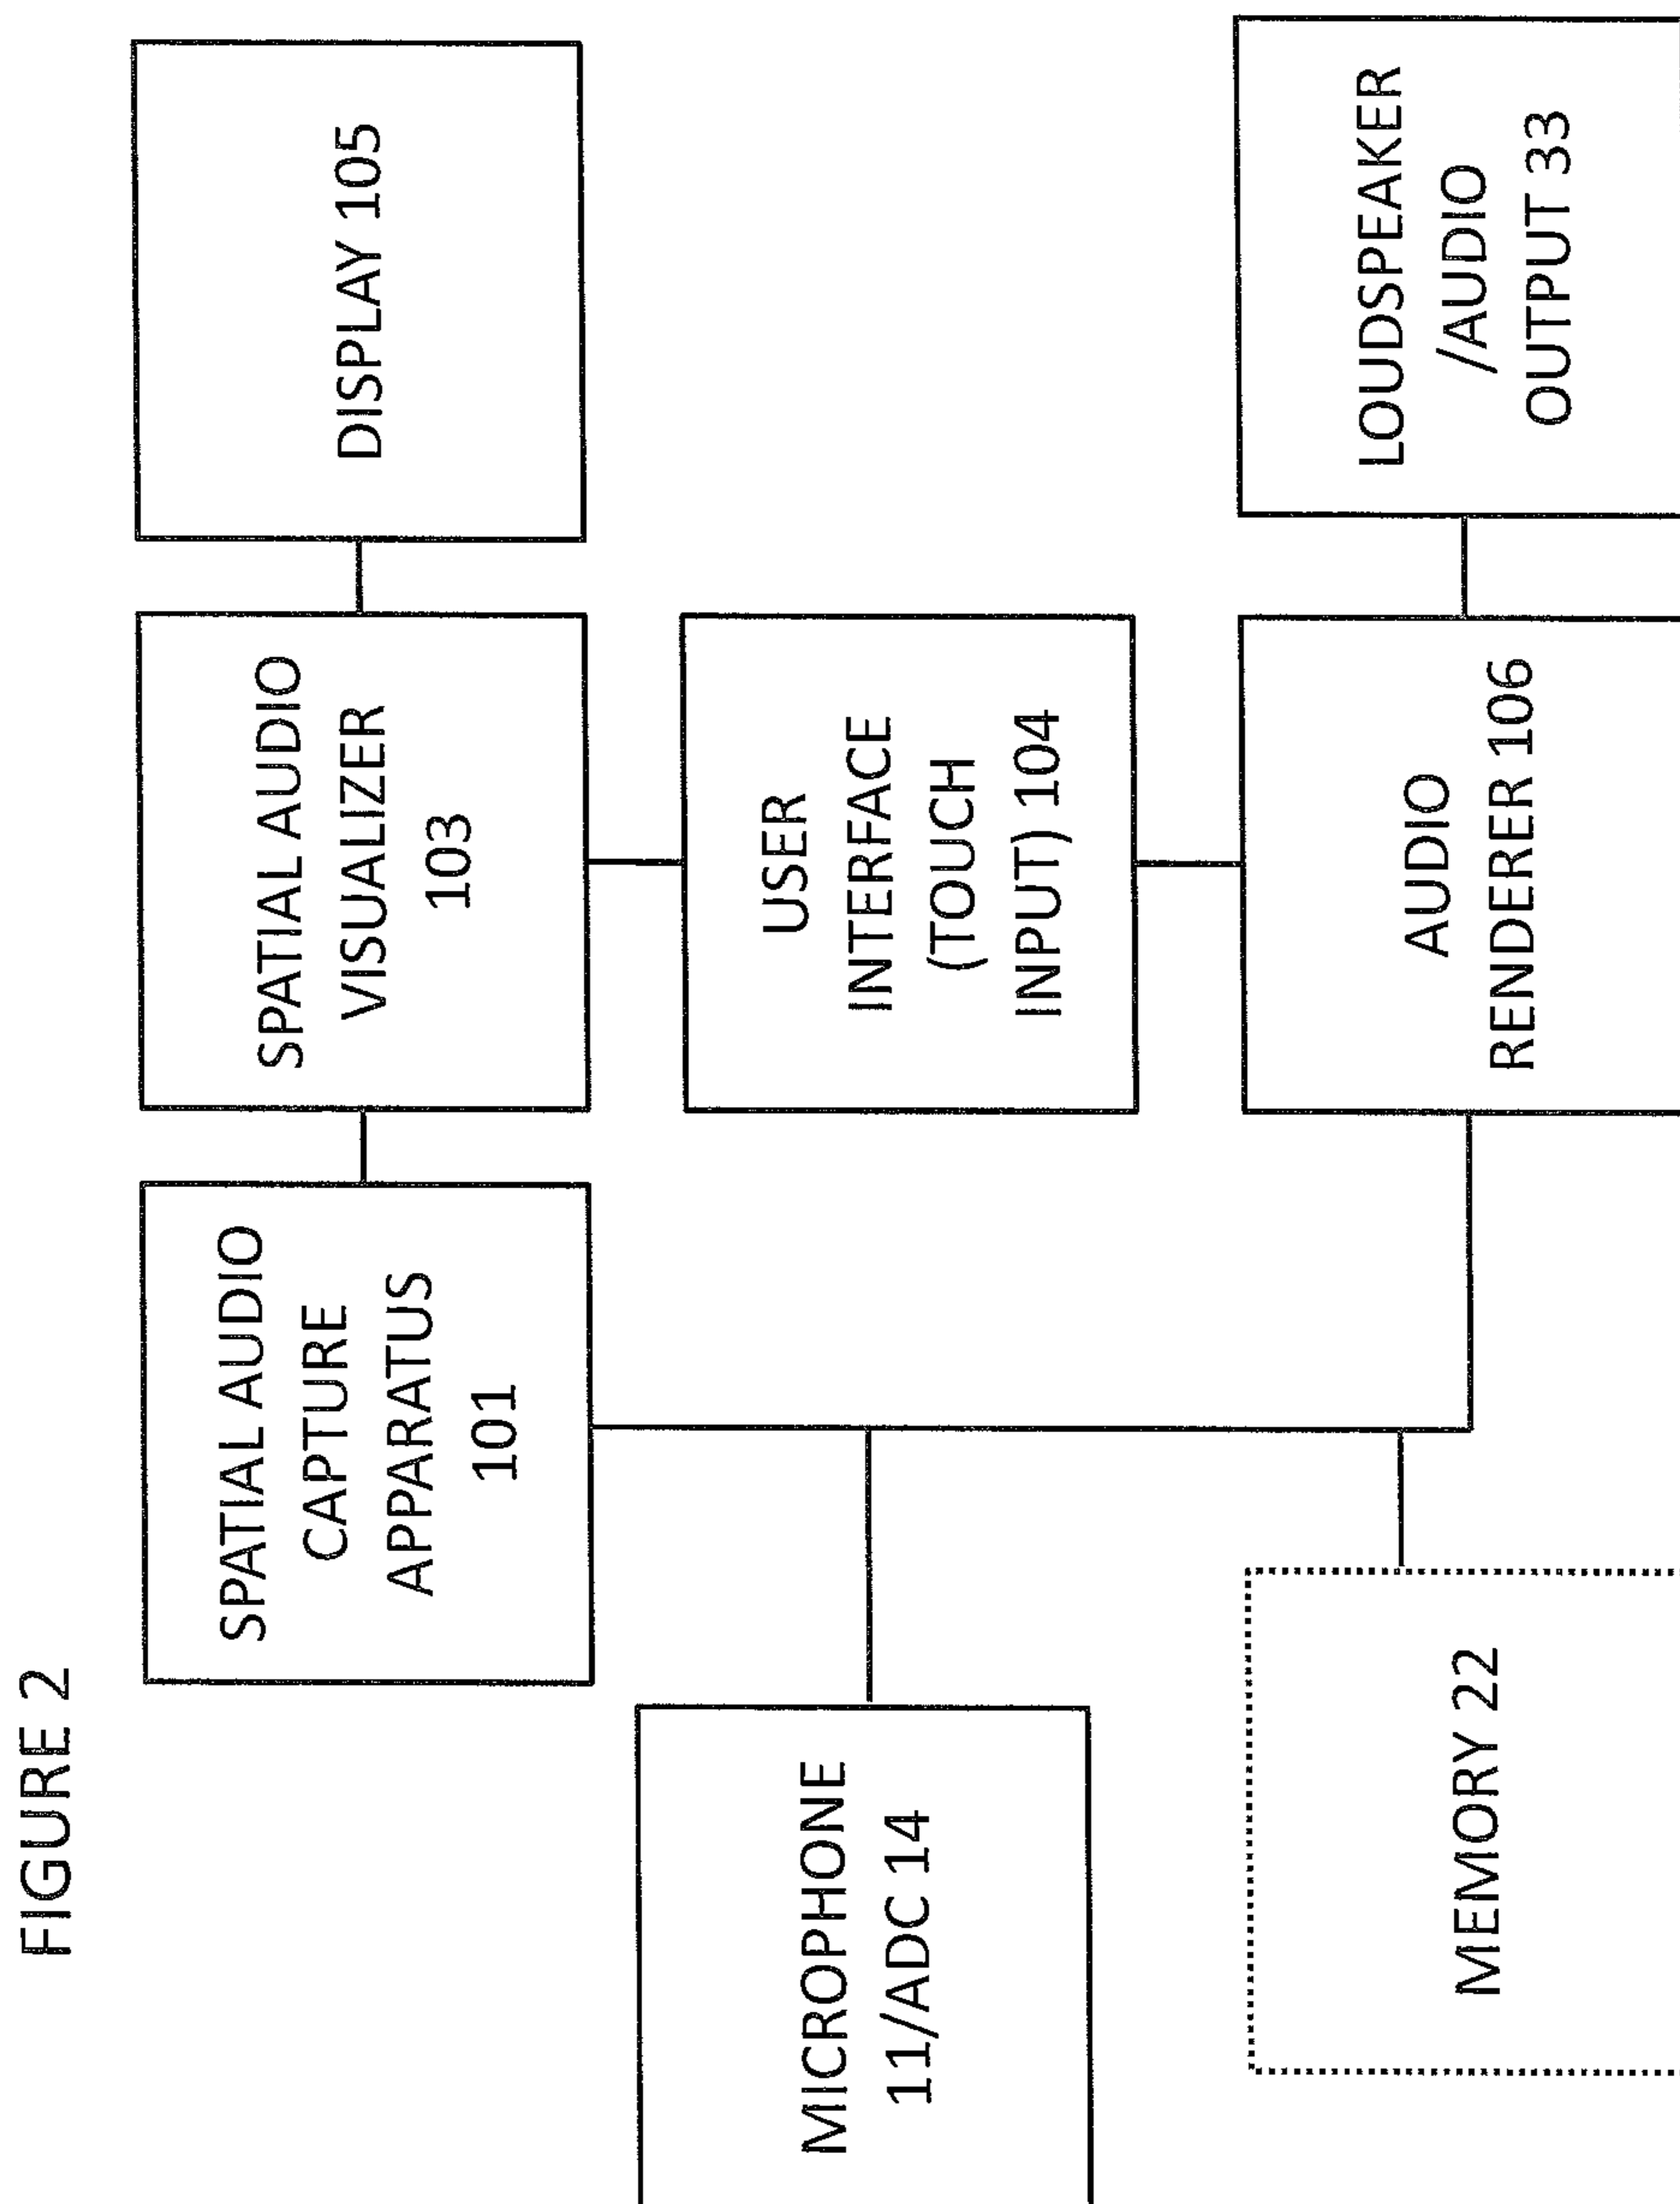 FIGURE 2
SPATIAL AUDIO
CAPTURE
APPARATUS
101
SPATIAL AUDIO
VISUALIZER
103
DISPLAY 105
MICROPHONE
11/ADC 14
USER
INTERFACE
(TOUCH
INPUT) 104
MEMORY 22
AUDIO
RENDERER 106
LOUDSPEAKER
/AUDIO
OUTPUT 33